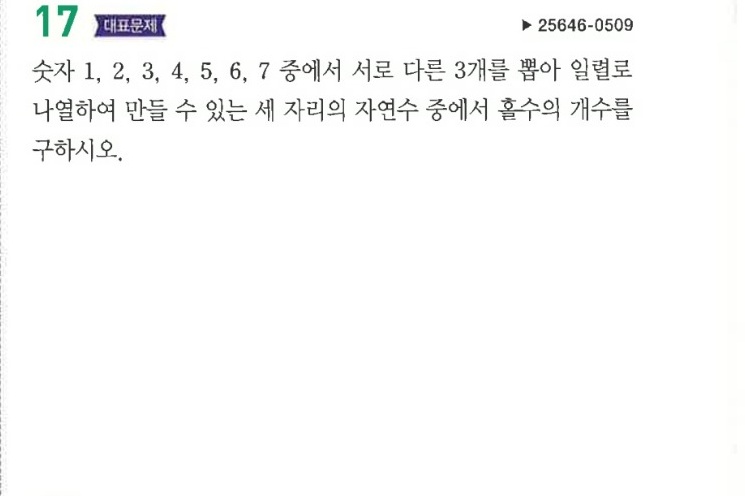 17 대표문제 ▶ 25646-0509
숫자 1, 2, 3, 4, 5, 6, 7 중에서 서로 다른 3개를 뽑아 일렬로
나열하여 만들 수 있는 세 자리의 자연수 중에서 홀수의 개수를
구하시오.